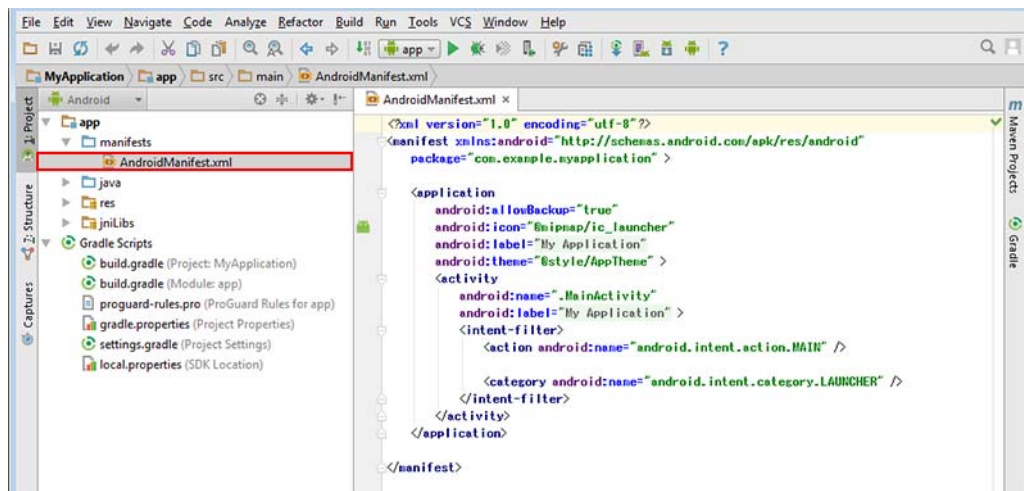 File Edit View Navigate Code Analyze Refactor Build Run Tools VCS Window Help
app
?
MyApplication app src main AndroidManifest.xml
1: Project
7: Structure
Captures
Android
app
manifests
AndroidManifest.xml
java
res
jniLibs
Gradle Scripts
build.gradle (Project: MyApplication)
build.gradle (Module: app)
proguard-rules.pro (ProGuard Rules for app)
gradle.properties (Project Properties)
settings.gradle (Project Settings)
local.properties (SDK Location)
AndroidManifest.xml ×
<?xml version="1.0" encoding="utf-8"?>
<manifest xmlns:android="http://schemas.android.com/apk/res/android"
package="com.example.myapplication" >
<application
android:allowBackup="true"
android:icon="@mipmap/ic_launcher"
android:label="My Application"
android:theme="@style/AppTheme" >
<activity
android:name=".MainActivity"
android:label="My Application" >
<intent-filter>
<action android:name="android.intent.action.MAIN" />
<category android:name="android.intent.category.LAUNCHER" />
</intent-filter>
</activity>
</application>
</manifest>
m
Maven Projects
Gradle